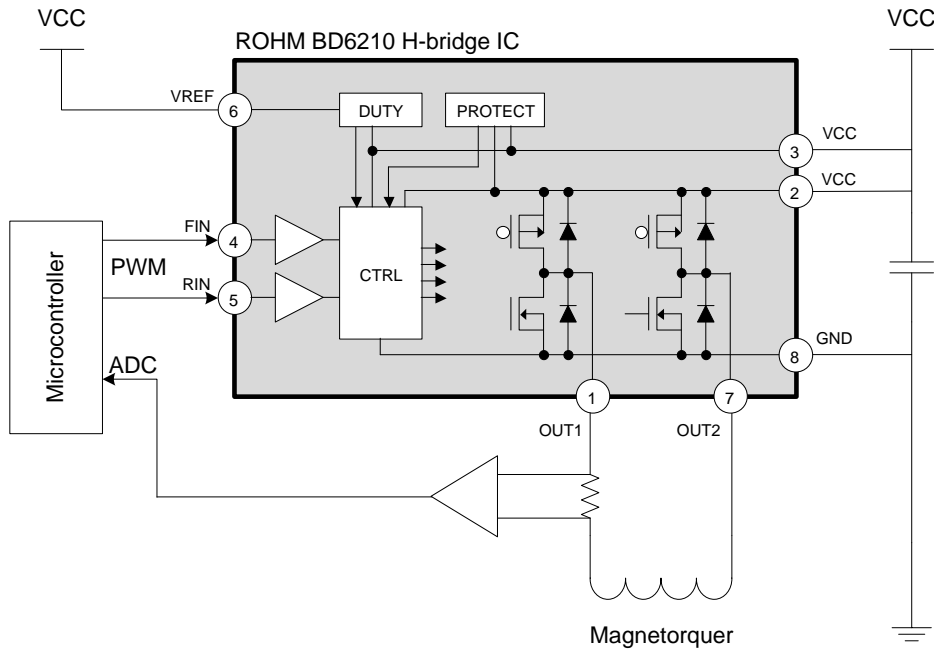 VCC
VCC
ROHM BD6210 H-bridge IC
VREF
6
DUTY
PROTECT
3
VCC
2
VCC
Microcontroller
FIN
4
PWM
RIN
5
CTRL
ADC
8
GND
1
7
OUT1
OUT2
Magnetorquer